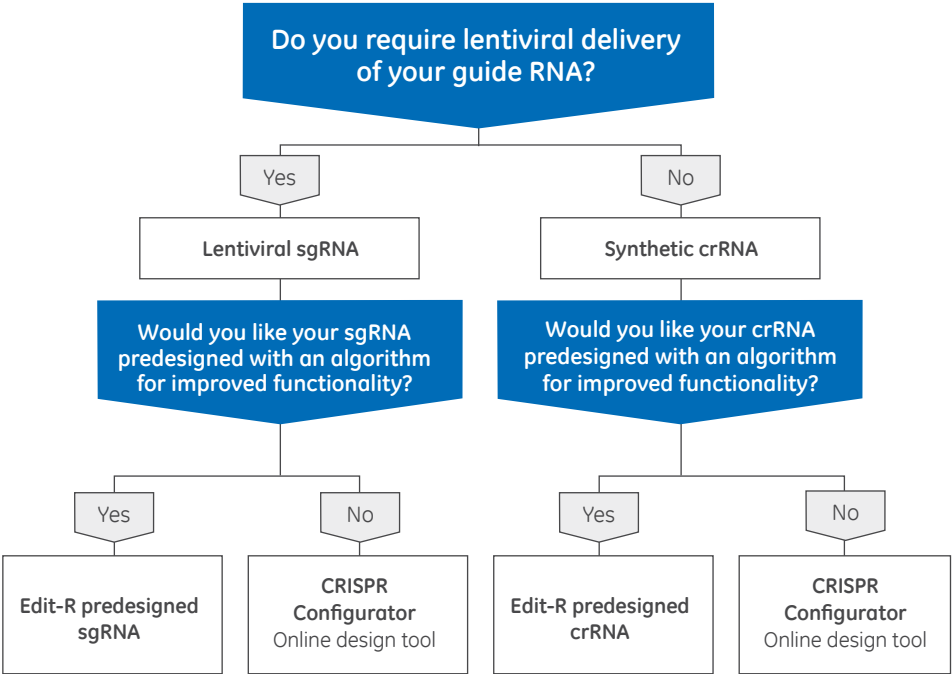 Do you require lentiviral delivery
of your guide RNA?
Yes
No
Lentiviral sgRNA
Synthetic crRNA
Would you like your sgRNA
predesigned with an algorithm
for improved functionality?
Would you like your crRNA
predesigned with an algorithm
for improved functionality?
Yes
No
Yes
No
Edit-R predesigned
sgRNA
CRISPR
Configurator
Online design tool
Edit-R predesigned
crRNA
CRISPR
Configurator
Online design tool